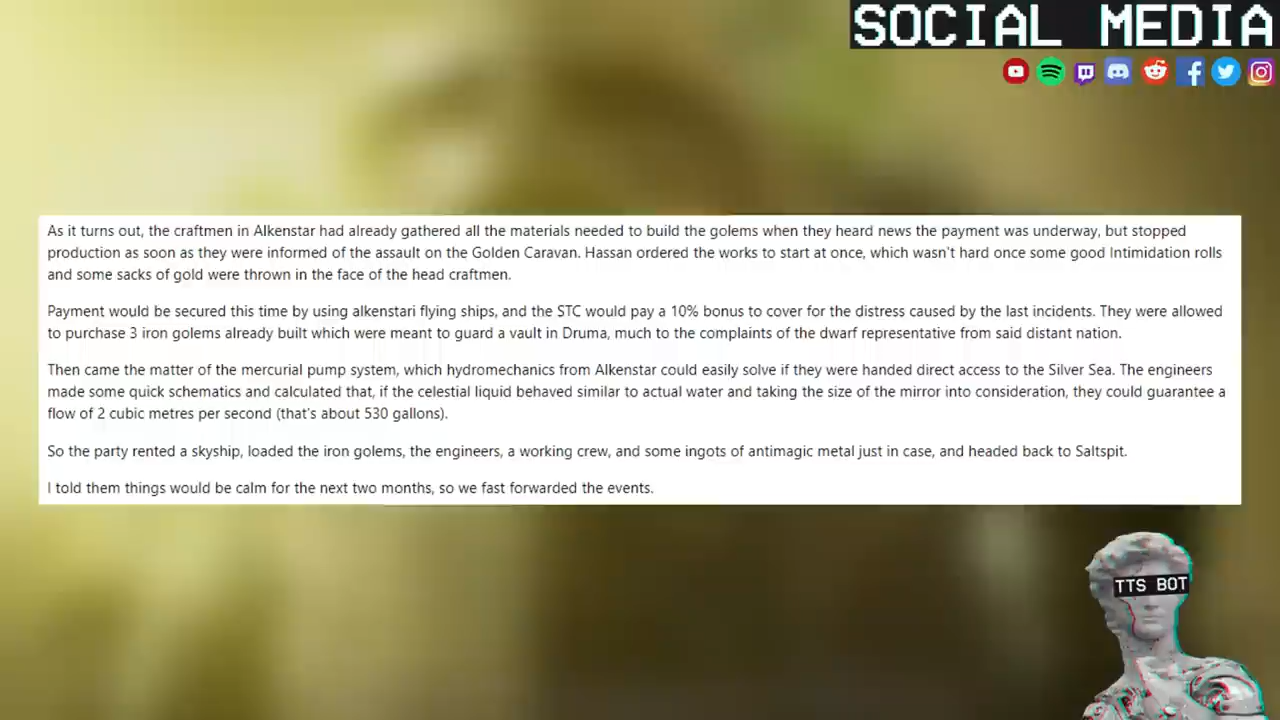 SOCIAL MEDIA
As it turns out, the craftmen in Alkenstar had already gathered all the materials needed to build the golems when they heard news the payment was underway, but stopped
production as soon as they were informed of the assault on the Golden Caravan. Hassan ordered the works to start at once, which wasn't hard once some good Intimidation rolls
and some sacks of gold were thrown in the face of the head craftmen.
Payment would be secured this time by using alkenstari flying ships, and the STC would pay a 10% bonus to cover for the distress caused by the last incidents. They were allowed
to purchase 3 iron golems already built which were meant to guard a vault in Druma, much to the complaints of the dwarf representative from said distant nation.
Then came the matter of the mercurial pump system, which hydromechanics from Alkenstar could easily solve if they were handed direct access to the Silver Sea. The engineers
made some quick schematics and calculated that, if the celestial liquid behaved similar to actual water and taking the size of the mirror into consideration, they could guarantee a
flow of 2 cubic metres per second (that's about 530 gallons).
So the party rented a skyship, loaded the iron golems, the engineers, a working crew, and some ingots of antimagic metal just in case, and headed back to Saltspit.
I told them things would be calm for the next two months, so we fast forwarded the events.
TTS BOT